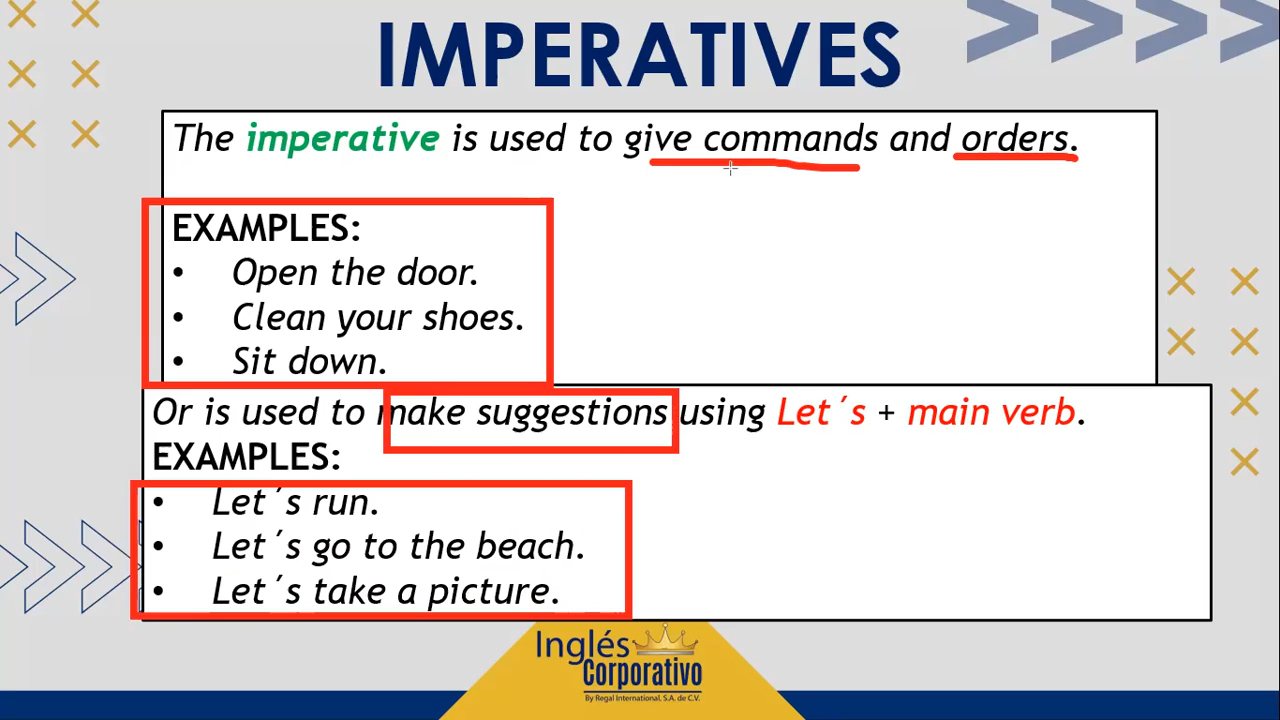 IMPERATIVES
The imperative is used to give commands and orders.
EXAMPLES:
• Open the door.
• Clean your shoes.
• Sit down.
Or is used to make suggestions using Let´s + main verb.
EXAMPLES:
• Let´s run.
• Let´s go to the beach.
• Let´s take a picture.
Inglés
Corporativo
By Regal International, S.A. de C.V.